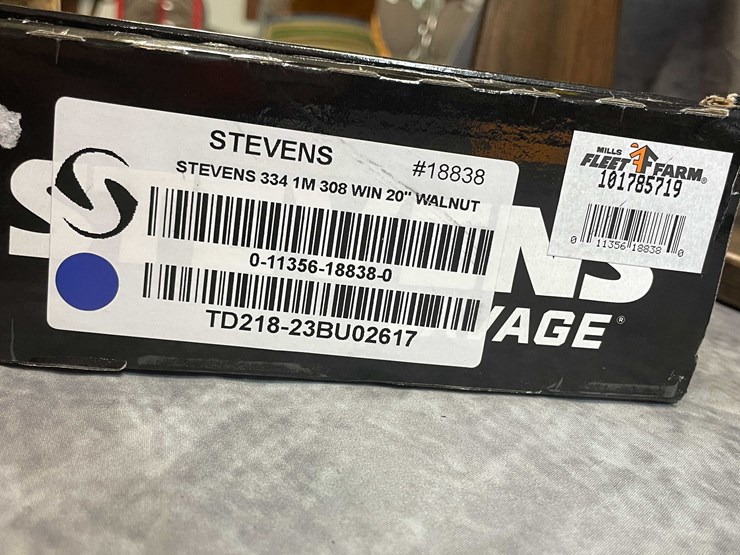 STEVENS
#18838
STEVENS 334 1M 308 WIN 20" WALNUT
0-11356-18838-0
TD218-23BU02617
MILLS
FLEET FARM®
101785719
0 11356 18838 0
S ENS
VAGE®